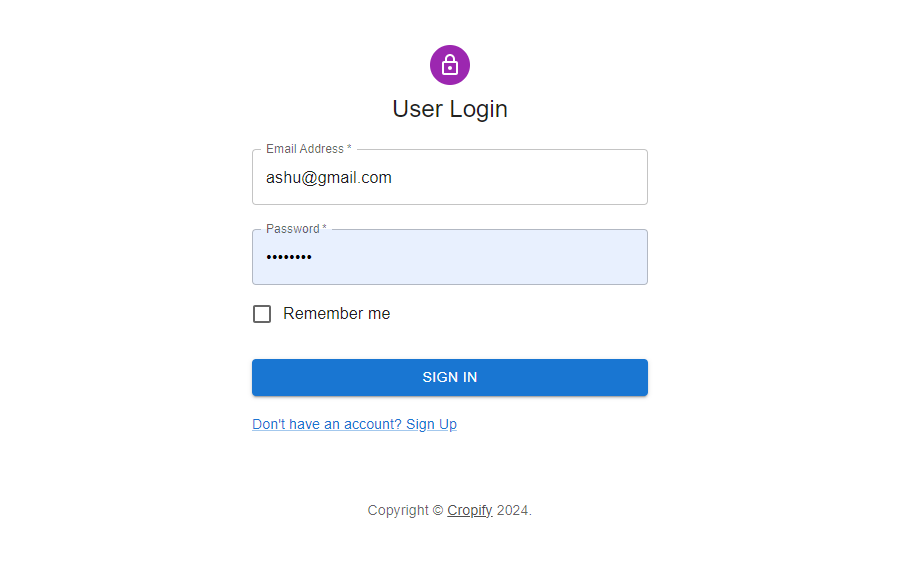 User Login
Email Address *
ashu@gmail.com
Password *
••••••••
Remember me
SIGN IN
Don't have an account? Sign Up
Copyright © Cropify 2024.